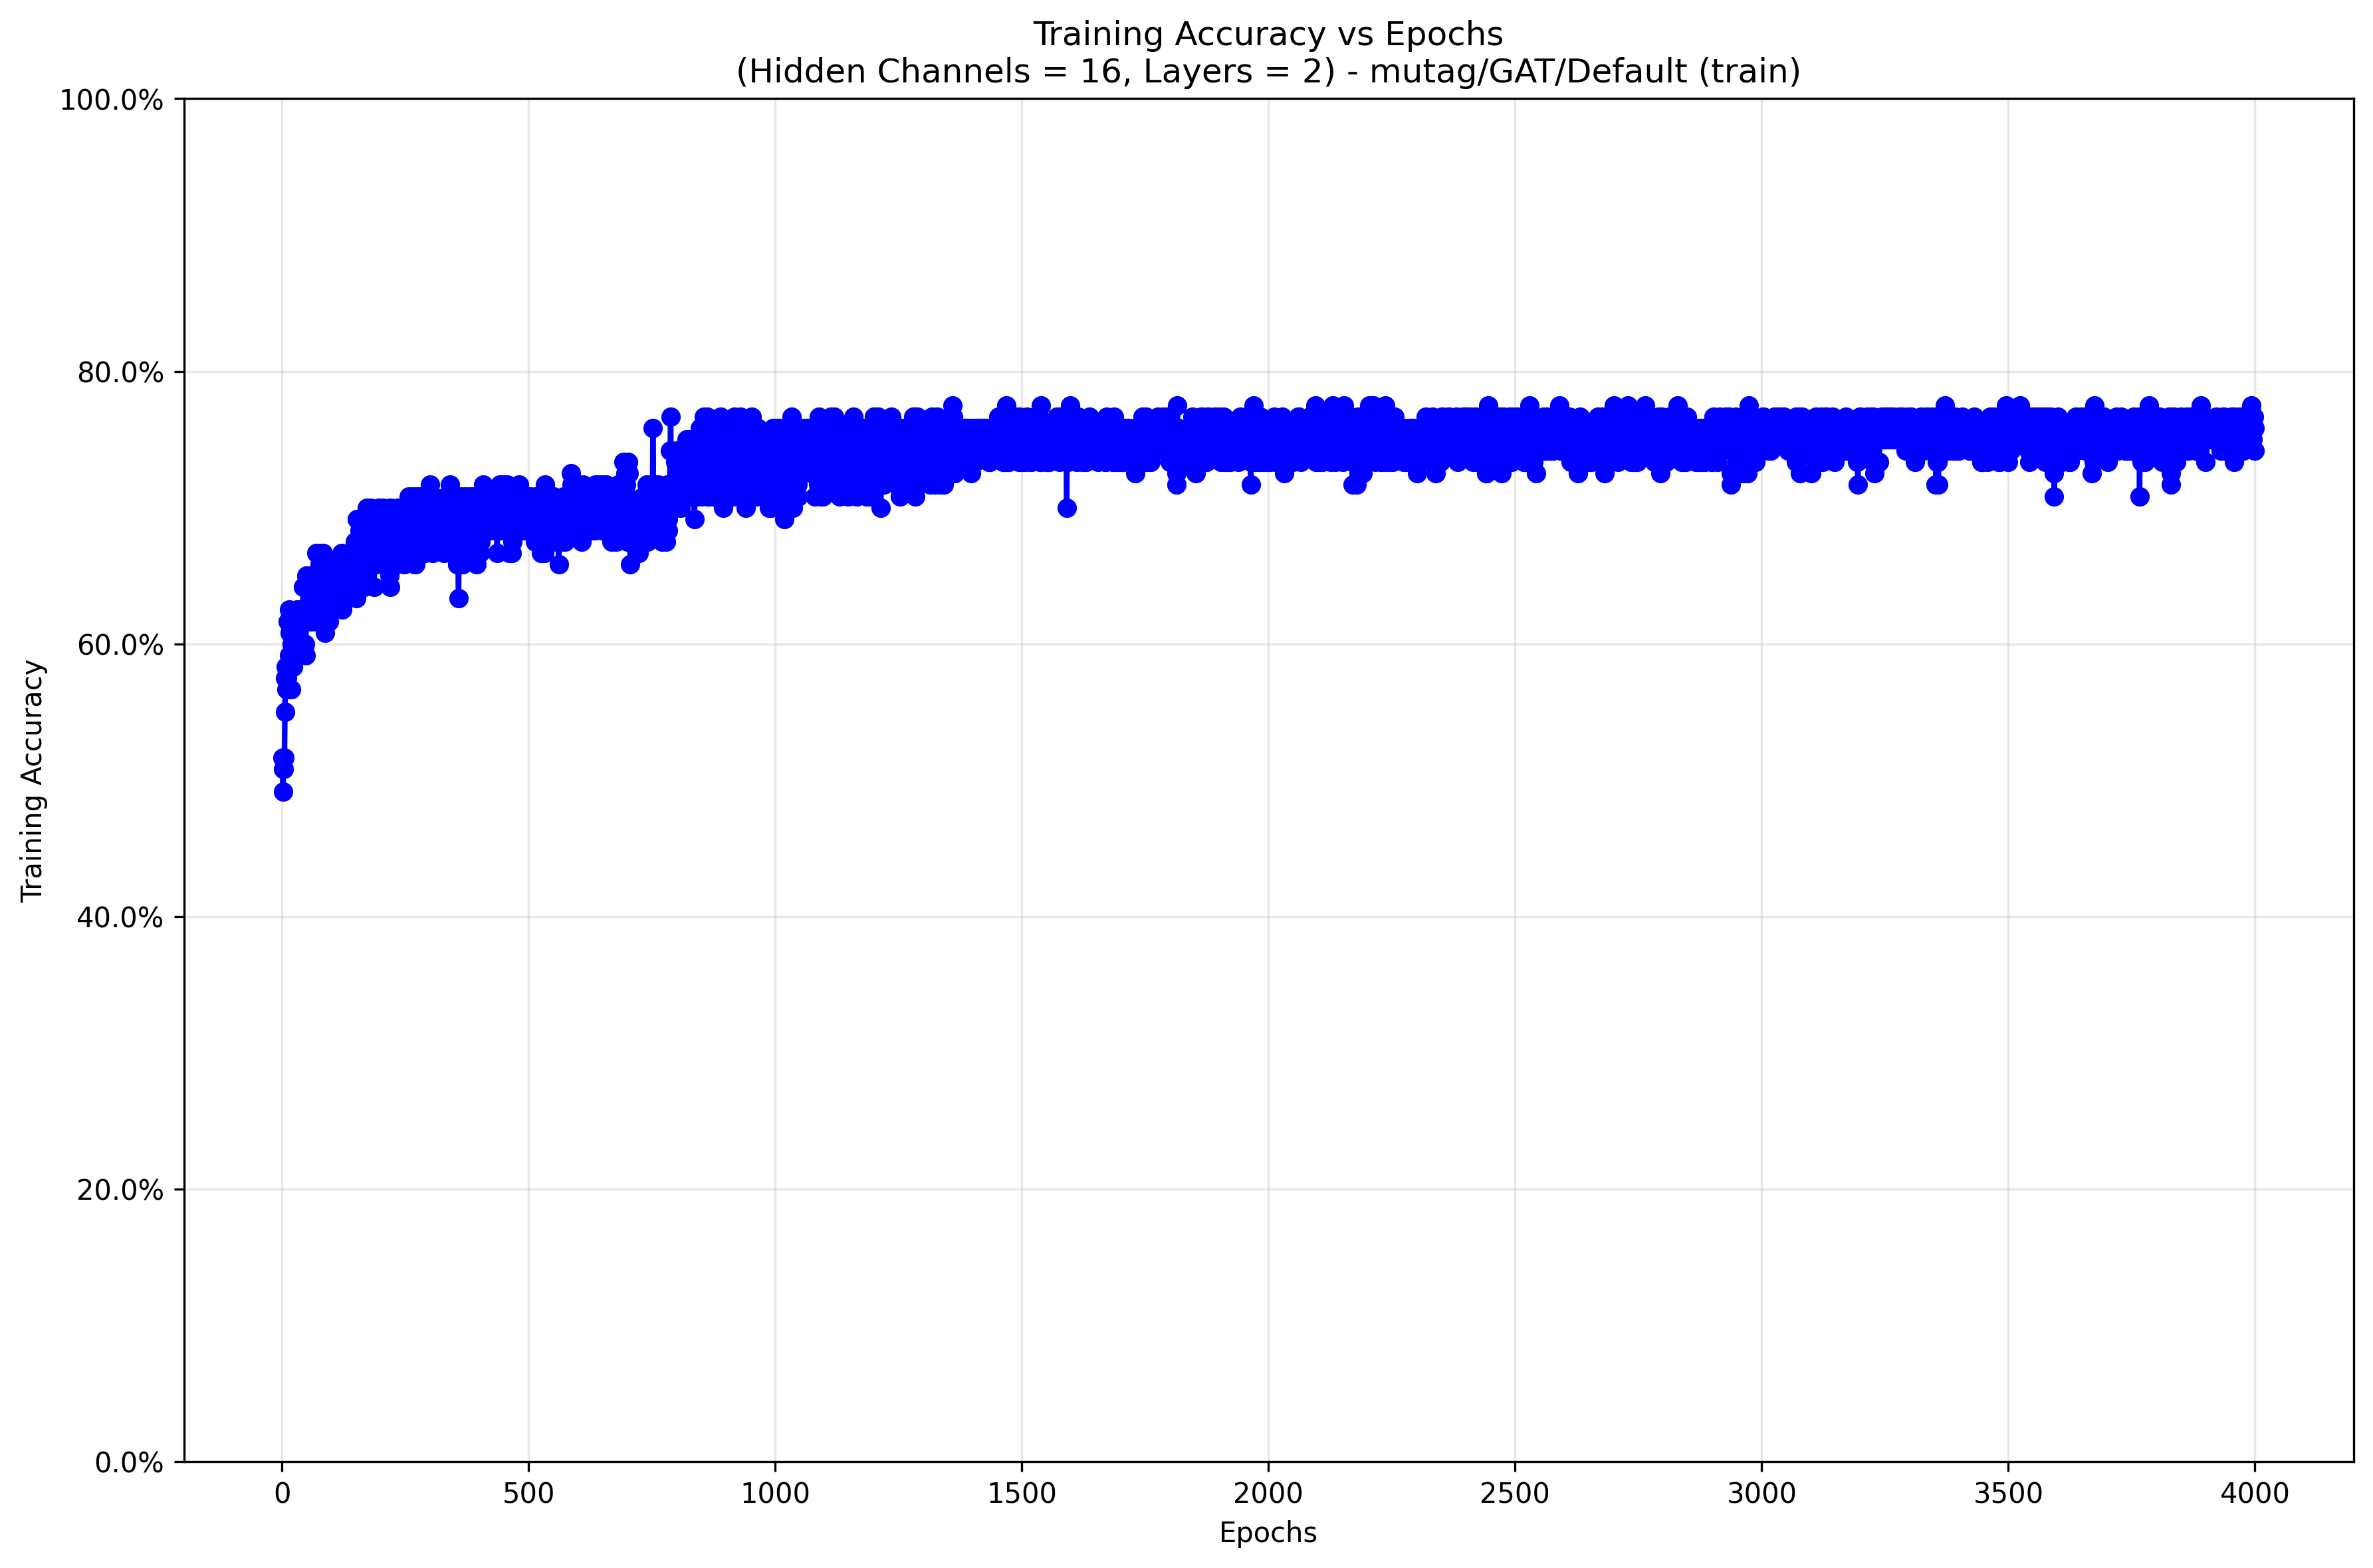 Training Accuracy vs Epochs
(Hidden Channels = 16, Layers = 2) - mutag/GAT/Default (train)
Training Accuracy
100.0%
80.0%
60.0%
40.0%
20.0%
0.0%
0 500 1000 1500 2000 2500 3000 3500 4000
Epochs